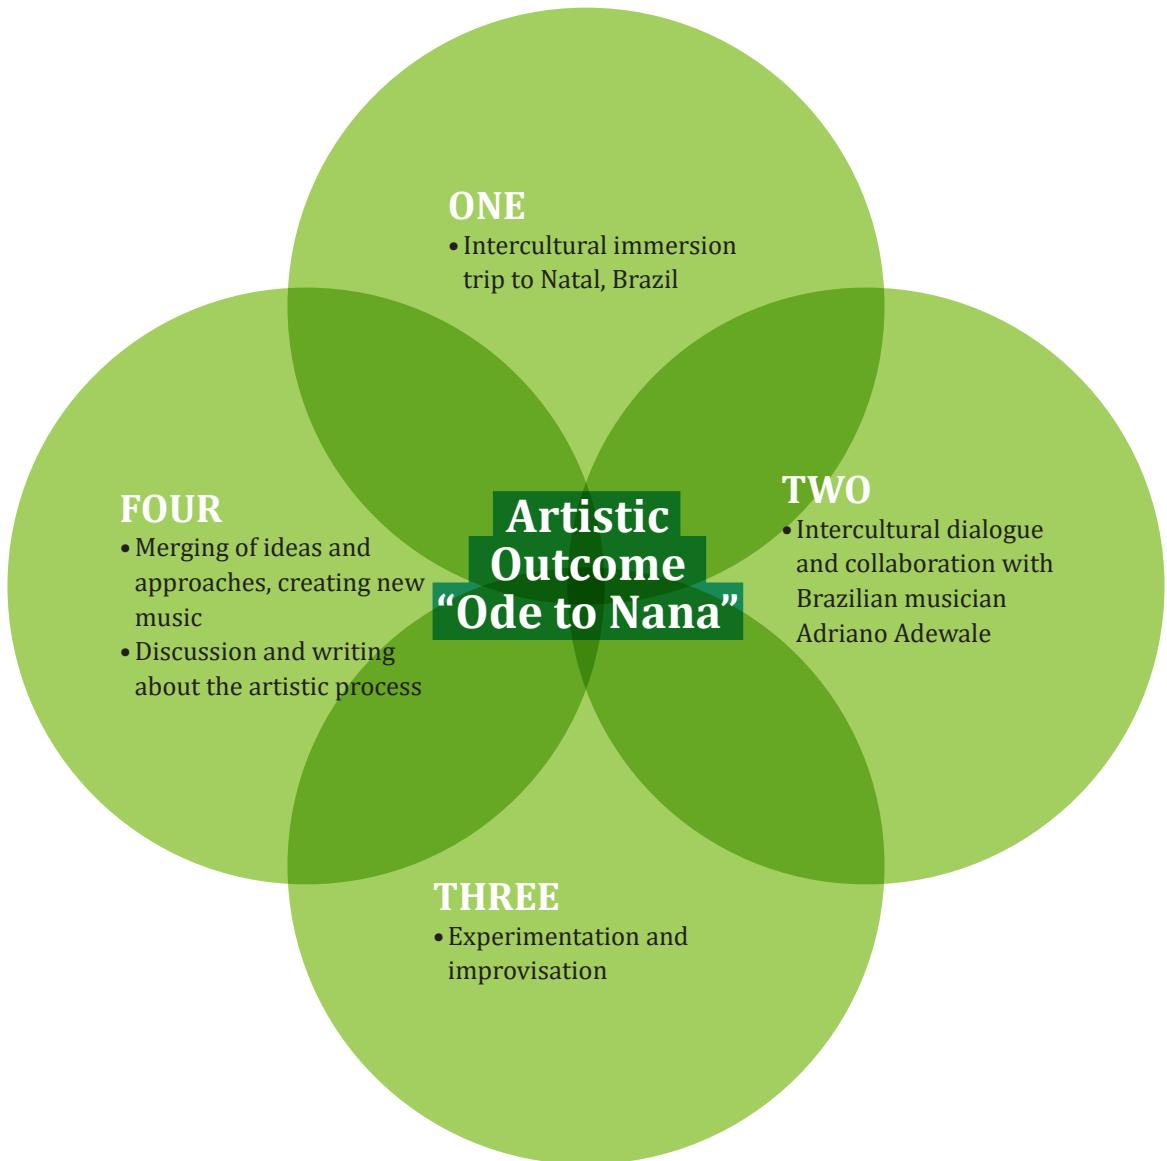 ONE
• Intercultural immersion
trip to Natal, Brazil
TWO
• Intercultural dialogue
and collaboration with
Brazilian musician
Adriano Adewale
THREE
• Experimentation and
improvisation
FOUR
• Merging of ideas and
approaches, creating new
music
• Discussion and writing
about the artistic process
Artistic
Outcome
“Ode to Nana”